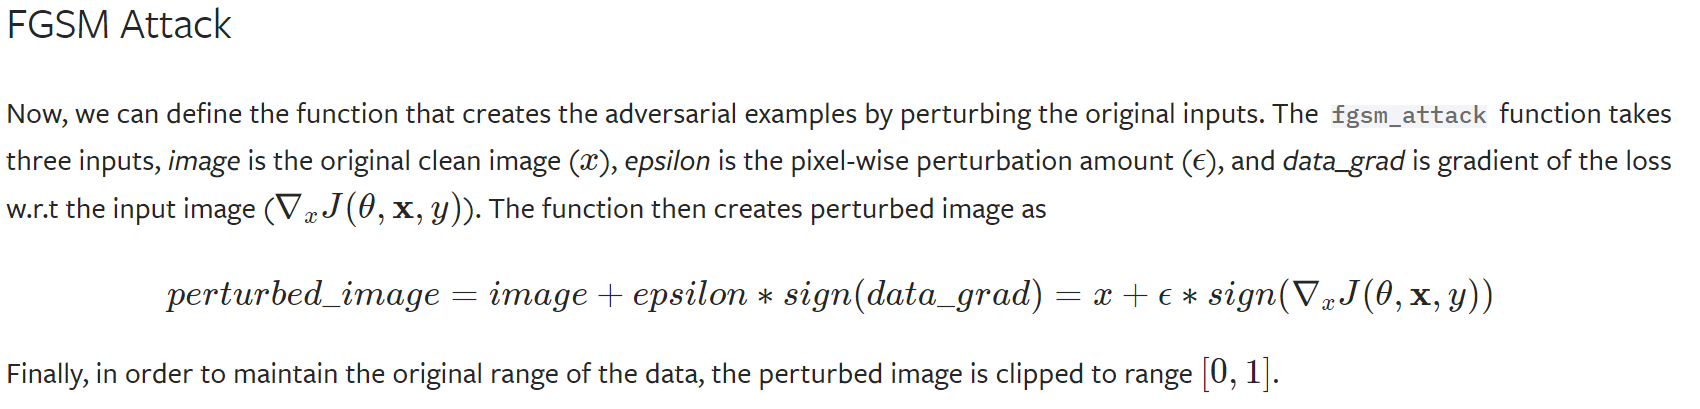 FGSM Attack
Now, we can define the function that creates the adversarial examples by perturbing the original inputs. The fgsm_attack function takes
three inputs, image is the original clean image (x), epsilon is the pixel-wise perturbation amount (ϵ), and data_grad is gradient of the loss
w.r.t the input image (∇ₓJ(θ, 𝐱, y)). The function then creates perturbed image as
perturbed_image = image + epsilon ∗ sign(data_grad) = x + ϵ ∗ sign(∇ₓJ(θ, 𝐱, y))
Finally, in order to maintain the original range of the data, the perturbed image is clipped to range [0, 1].